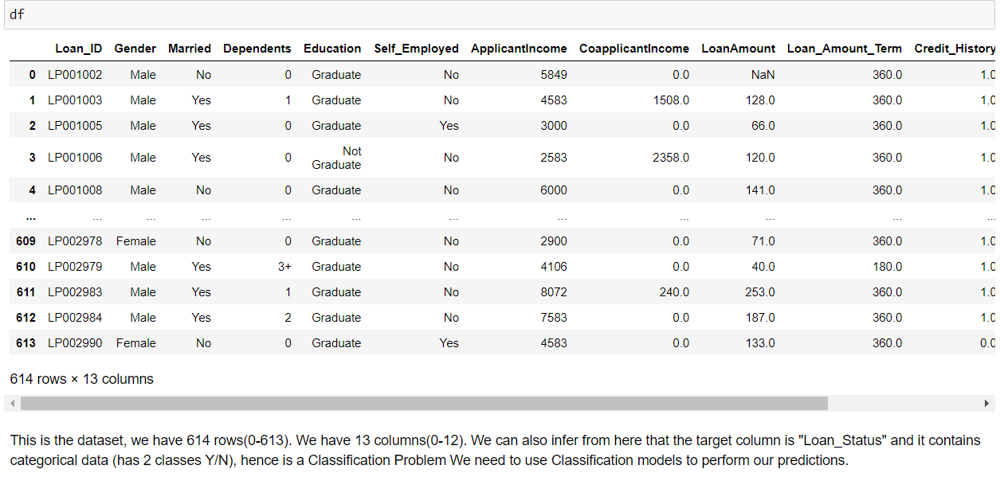 df
Loan_ID Gender Married Dependents Education Self_Employed ApplicantIncome CoapplicantIncome LoanAmount Loan_Amount_Term Credit_History
0 LP001002 Male No 0 Graduate No 5849 0.0 NaN 360.0 1.0
1 LP001003 Male Yes 1 Graduate No 4583 1508.0 128.0 360.0 1.0
2 LP001005 Male Yes 0 Graduate Yes 3000 0.0 66.0 360.0 1.0
3 LP001006 Male Yes 0 Not Graduate No 2583 2358.0 120.0 360.0 1.0
4 LP001008 Male No 0 Graduate No 6000 0.0 141.0 360.0 1.0
... ... ... ... ... ... ... ... ... ... ... ...
609 LP002978 Female No 0 Graduate No 2900 0.0 71.0 360.0 1.0
610 LP002979 Male Yes 3+ Graduate No 4106 0.0 40.0 180.0 1.0
611 LP002983 Male Yes 1 Graduate No 8072 240.0 253.0 360.0 1.0
612 LP002984 Male Yes 2 Graduate No 7583 0.0 187.0 360.0 1.0
613 LP002990 Female No 0 Graduate Yes 4583 0.0 133.0 360.0 0.0
614 rows × 13 columns
This is the dataset, we have 614 rows(0-613). We have 13 columns(0-12). We can also infer from here that the target column is "Loan_Status" and it contains
categorical data (has 2 classes Y/N), hence is a Classification Problem We need to use Classification models to perform our predictions.